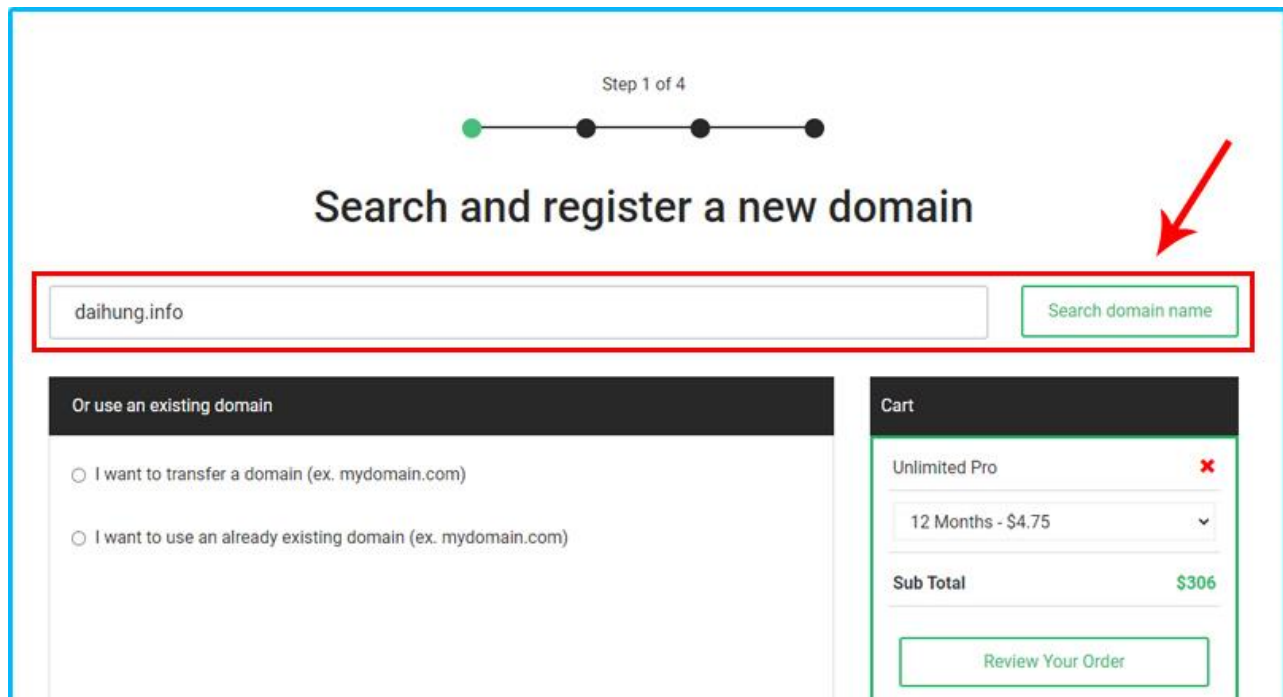 Step 1 of 4
Search and register a new domain
daihung.info
Search domain name
Or use an existing domain
I want to transfer a domain (ex. mydomain.com)
I want to use an already existing domain (ex. mydomain.com)
Cart
Unlimited Pro
12 Months - $4.75
Sub Total $306
Review Your Order